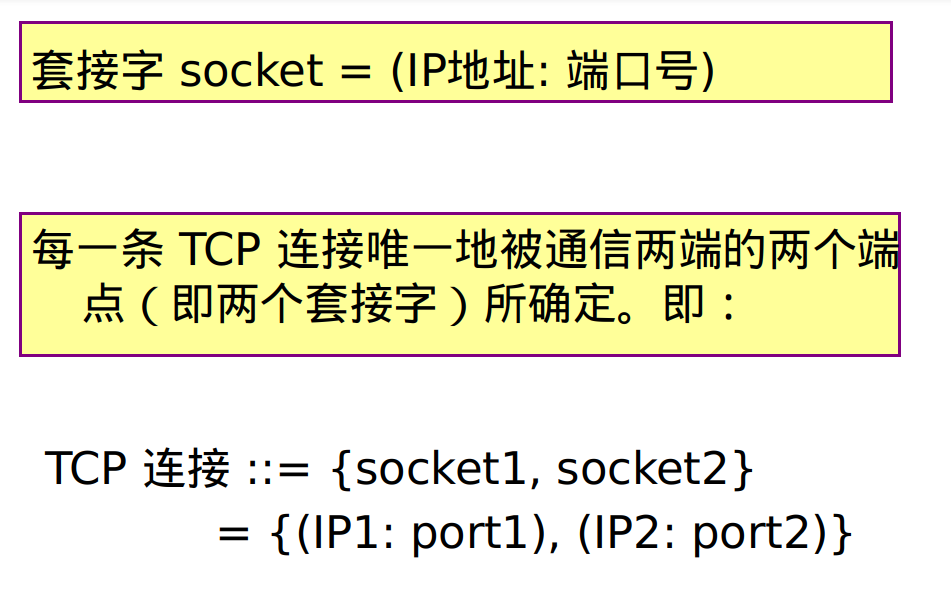 套接字 socket = (IP地址: 端口号)
每一条 TCP 连接唯一地被通信两端的两个端
点（即两个套接字）所确定。即：
TCP 连接 ::= {socket1, socket2}
= {(IP1: port1), (IP2: port2)}